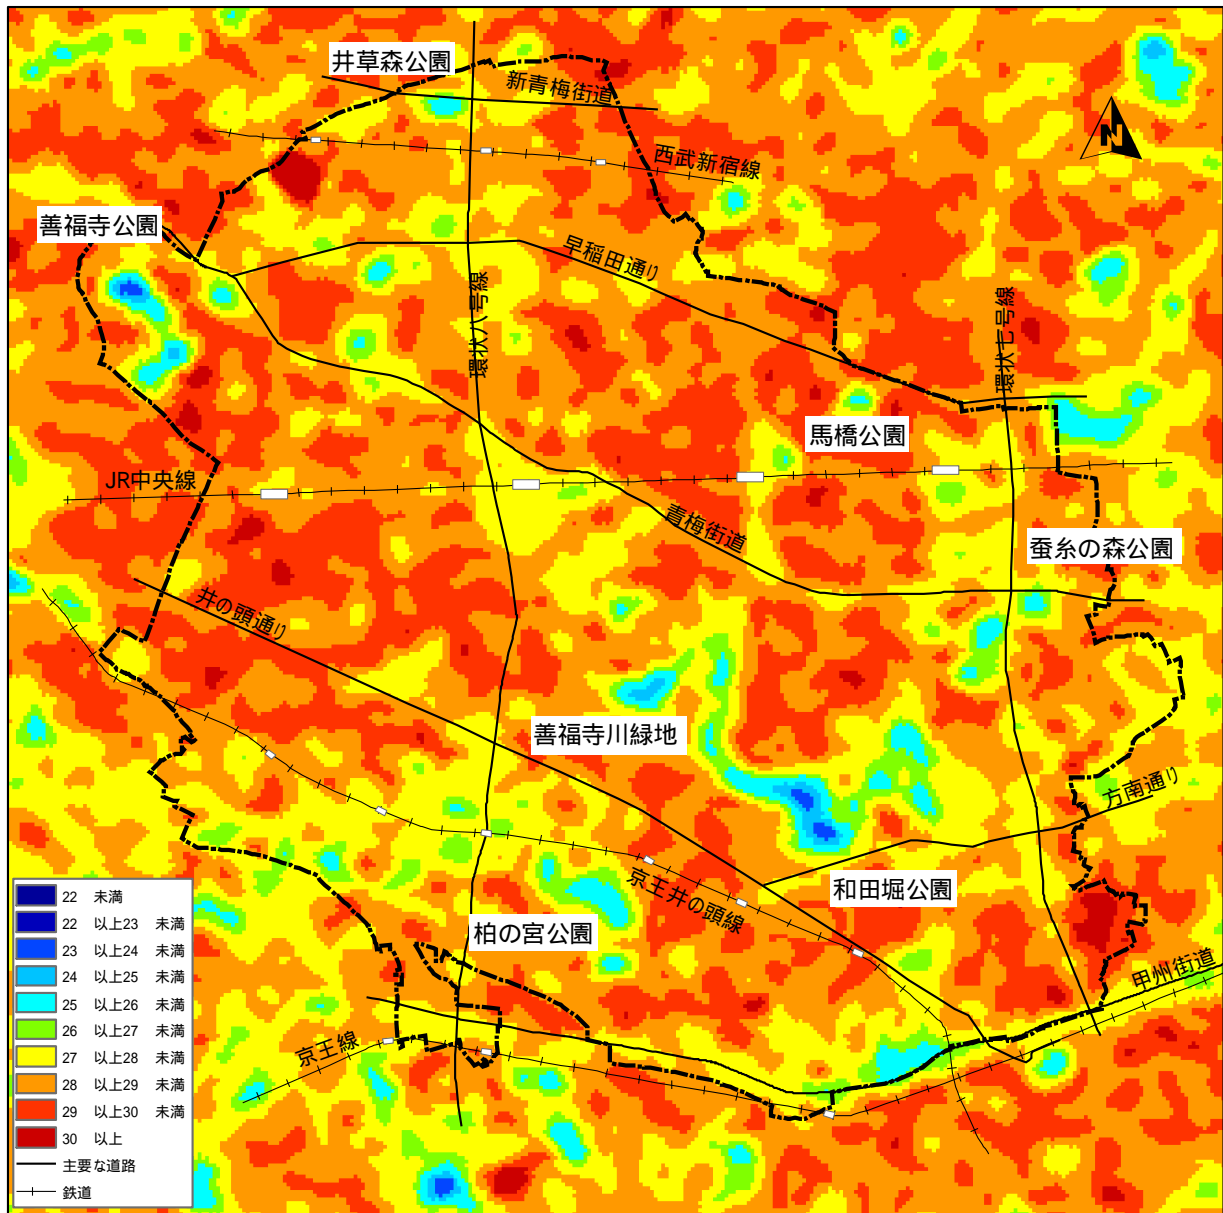 井草森公園
新青梅街道
N
西武新宿線
善福寺公園
早稲田通り
環状八号線
環状七号線
馬橋公園
JR中央線
青梅街道
蚕糸の森公園
井の頭通り
善福寺川緑地
方南通り
京王井の頭線
和田堀公園
柏の宮公園
甲州街道
京王線
22 未満
22 以上23 未満
23 以上24 未満
24 以上25 未満
25 以上26 未満
26 以上27 未満
27 以上28 未満
28 以上29 未満
29 以上30 未満
30 以上
主要な道路
鉄道